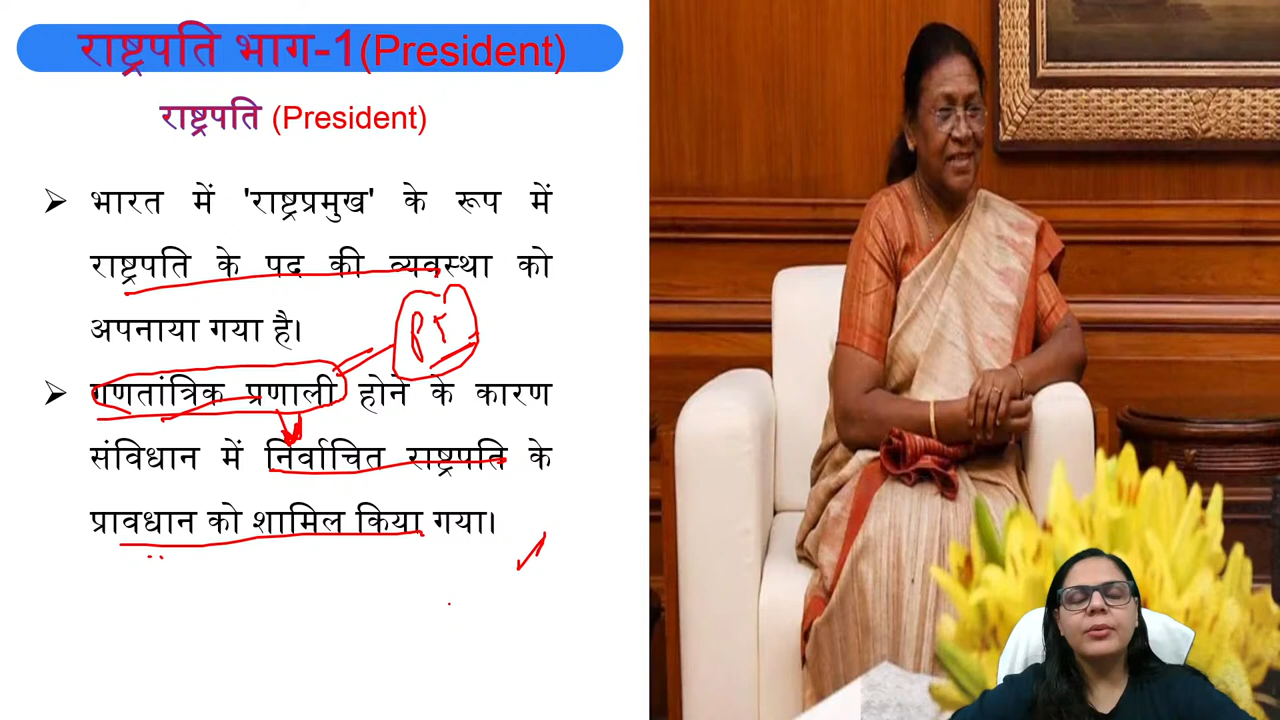 राष्ट्रपति भाग-1(President)
राष्ट्रपति (President)
भारत में 'राष्ट्रप्रमुख' के रूप में
राष्ट्रपति के पद की व्यवस्था को
अपनाया गया है।
गणतांत्रिक प्रणाली होने के कारण
संविधान में निर्वाचित राष्ट्रपति के
प्रावधान को शामिल किया गया।